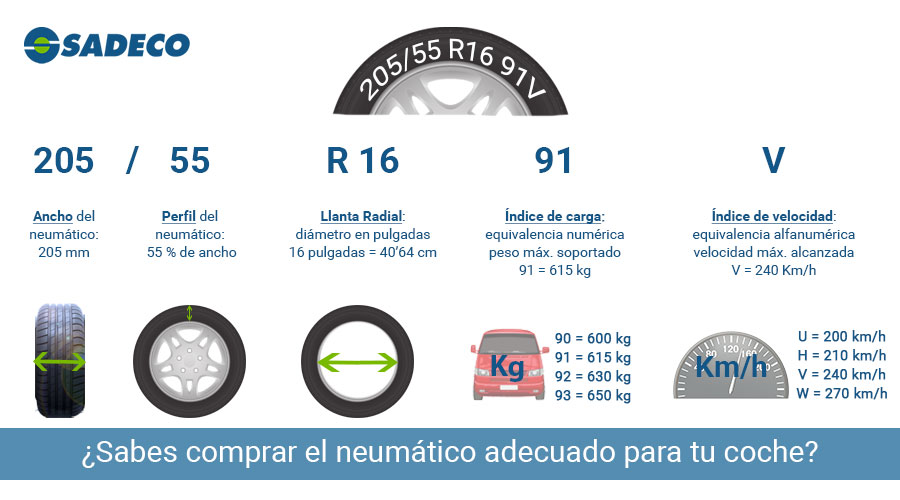 SADECO
205/55 R16 91V
205 / 55 R 16 91 V
Ancho del
neumático:
205 mm
Perfil del
neumático:
55 % de ancho
Llanta Radial:
diámetro en pulgadas
16 pulgadas = 40'64 cm
Índice de carga:
equivalencia numérica
peso máx. soportado
91 = 615 kg
Índice de velocidad:
equivalencia alfanumérica
velocidad máx. alcanzada
V = 240 Km/h
Kg
90 = 600 kg
91 = 615 kg
92 = 630 kg
93 = 650 kg
40 80 120 160 200
Km/h
U = 200 km/h
H = 210 km/h
V = 240 km/h
W = 270 km/h
¿Sabes comprar el neumático adecuado para tu coche?